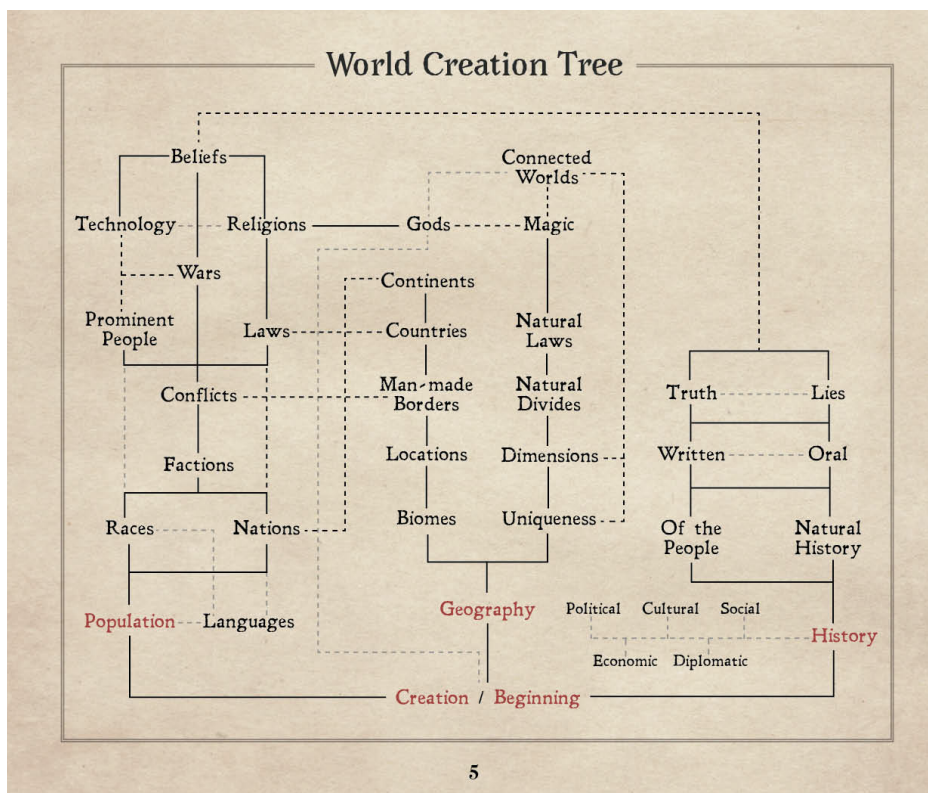 World Creation Tree
Beliefs
Connected
Worlds
Technology
Religions
Gods
Magic
Wars
Continents
Prominent
People
Laws
Countries
Natural
Laws
Conflicts
Man-made
Borders
Natural
Divides
Truth
Lies
Factions
Locations
Dimensions
Written
Oral
Races
Nations
Biomes
Uniqueness
Of the
People
Natural
History
Population
Languages
Geography
Political
Cultural
Social
History
Economic
Diplomatic
Creation / Beginning
5